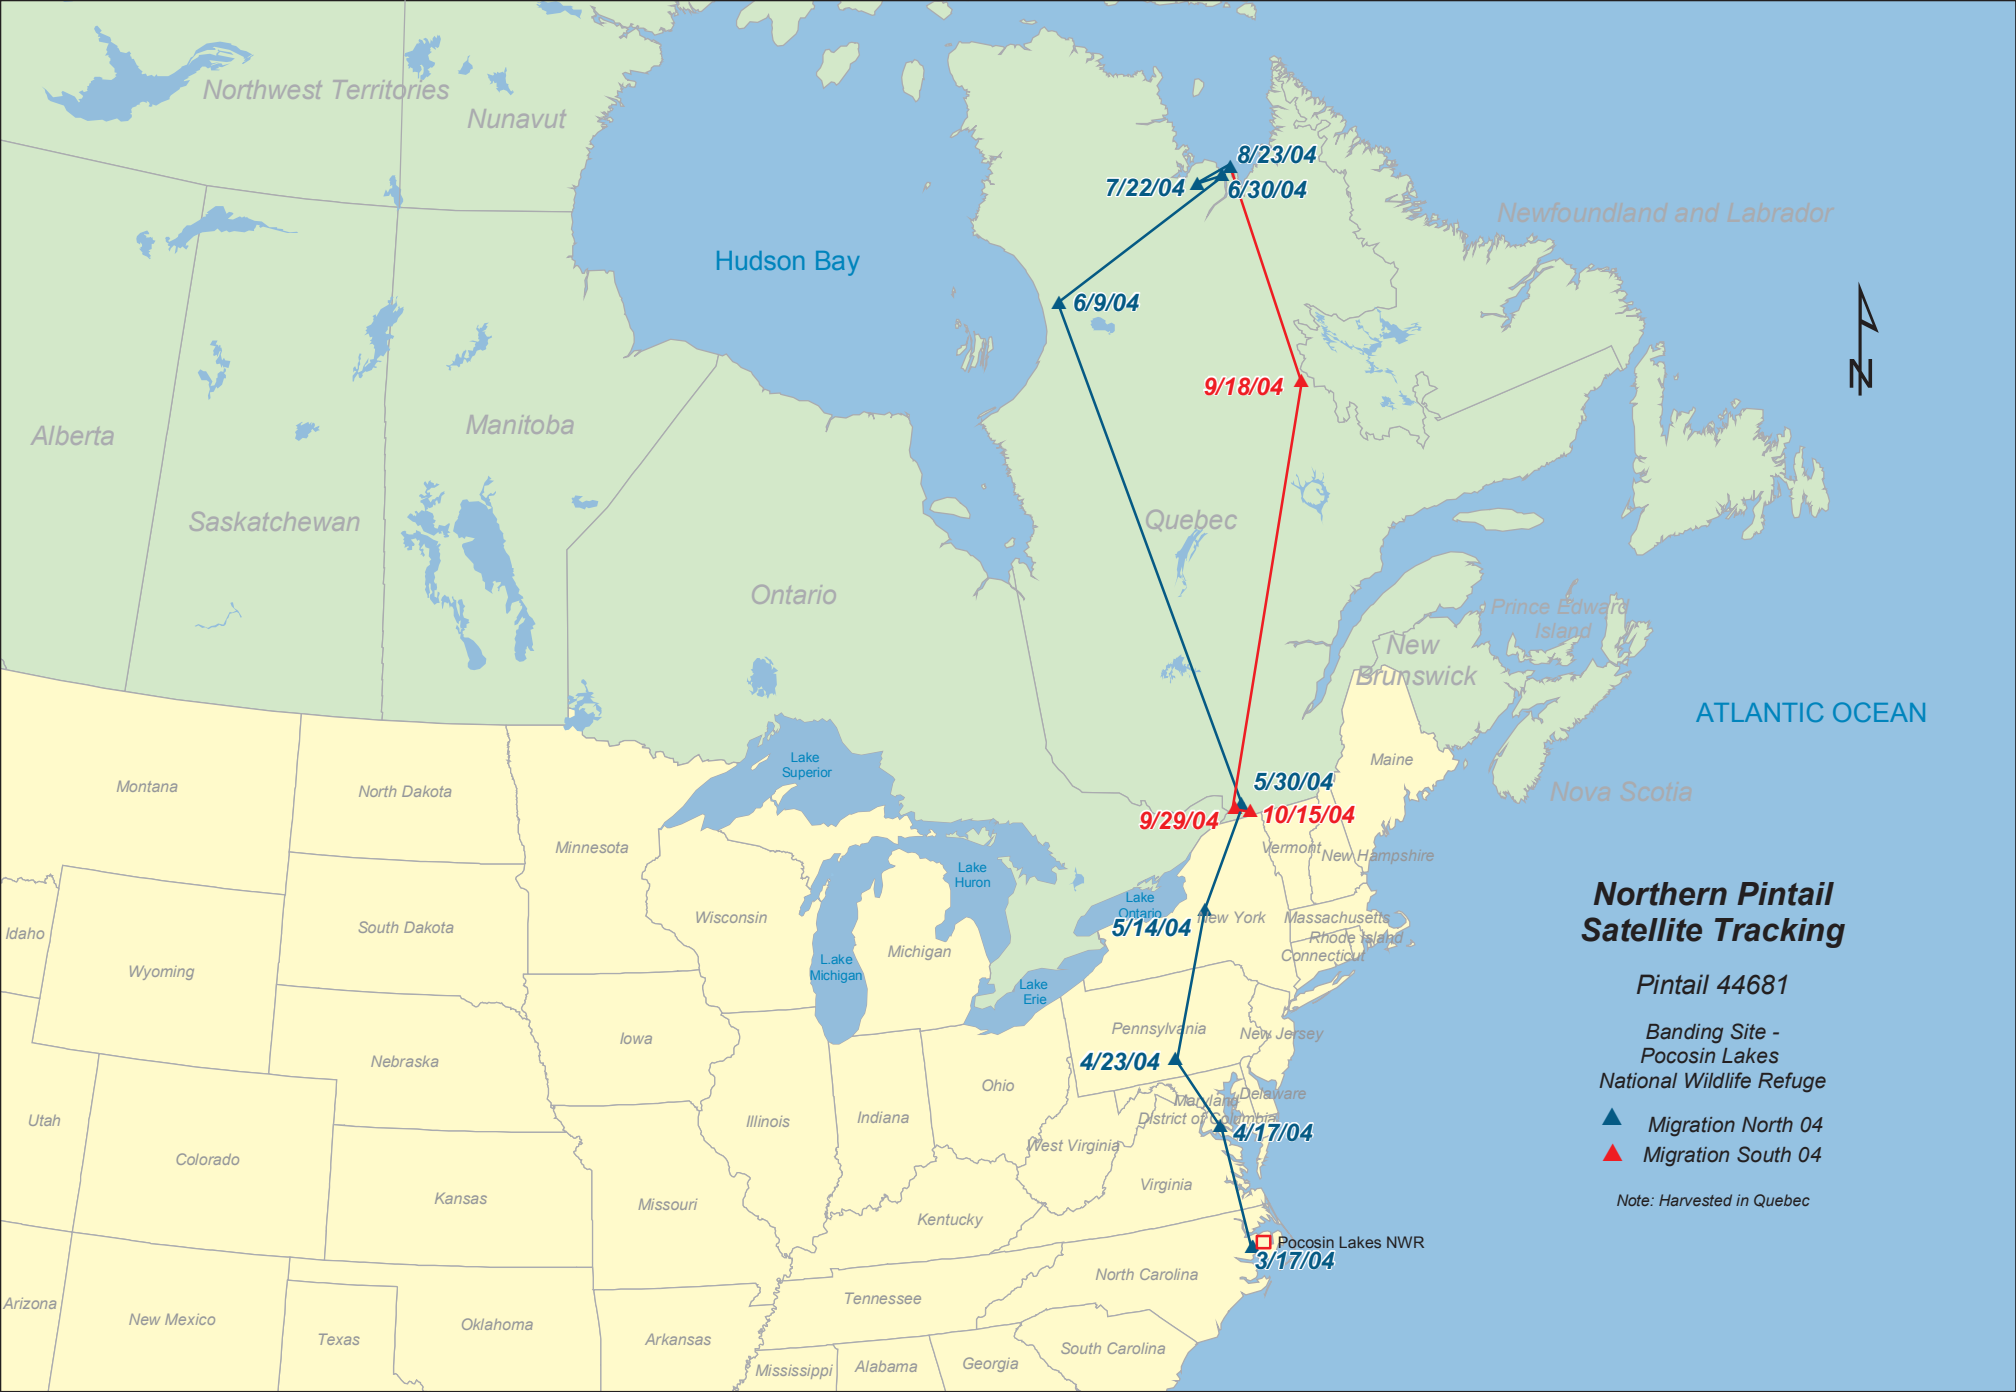 Northwest Territories
Nunavut
8/23/04
7/22/04
6/30/04
Newfoundland and Labrador
Hudson Bay
6/9/04
N
9/18/04
Alberta
Manitoba
Saskatchewan
Quebec
Ontario
Prince Edward
Island
New
Brunswick
ATLANTIC OCEAN
Lake
Superior
Maine
Montana
North Dakota
5/30/04
Nova Scotia
9/29/04
10/15/04
Minnesota
Vermont
New Hampshire
Lake
Huron
Northern Pintail
Satellite Tracking
Lake
Ontario
Wisconsin
New York
Massachusetts
South Dakota
5/14/04
Idaho
Rhode Island
Michigan
Connecticut
L.ake
Michigan
Wyoming
Lake
Erie
Pintail 44681
Pennsylvania
New Jersey
Iowa
Banding Site -
Pocosin Lakes
National Wildlife Refuge
Nebraska
4/23/04
Ohio
Delaware
Maryland
District of Columbia
Utah
Illinois
Indiana
4/17/04
Migration North 04
Migration South 04
West Virginia
Colorado
Virginia
Kansas
Missouri
Note: Harvested in Quebec
Kentucky
Pocosin Lakes NWR
3/17/04
North Carolina
Arizona
Tennessee
New Mexico
Oklahoma
Texas
Arkansas
South Carolina
Mississippi
Alabama
Georgia